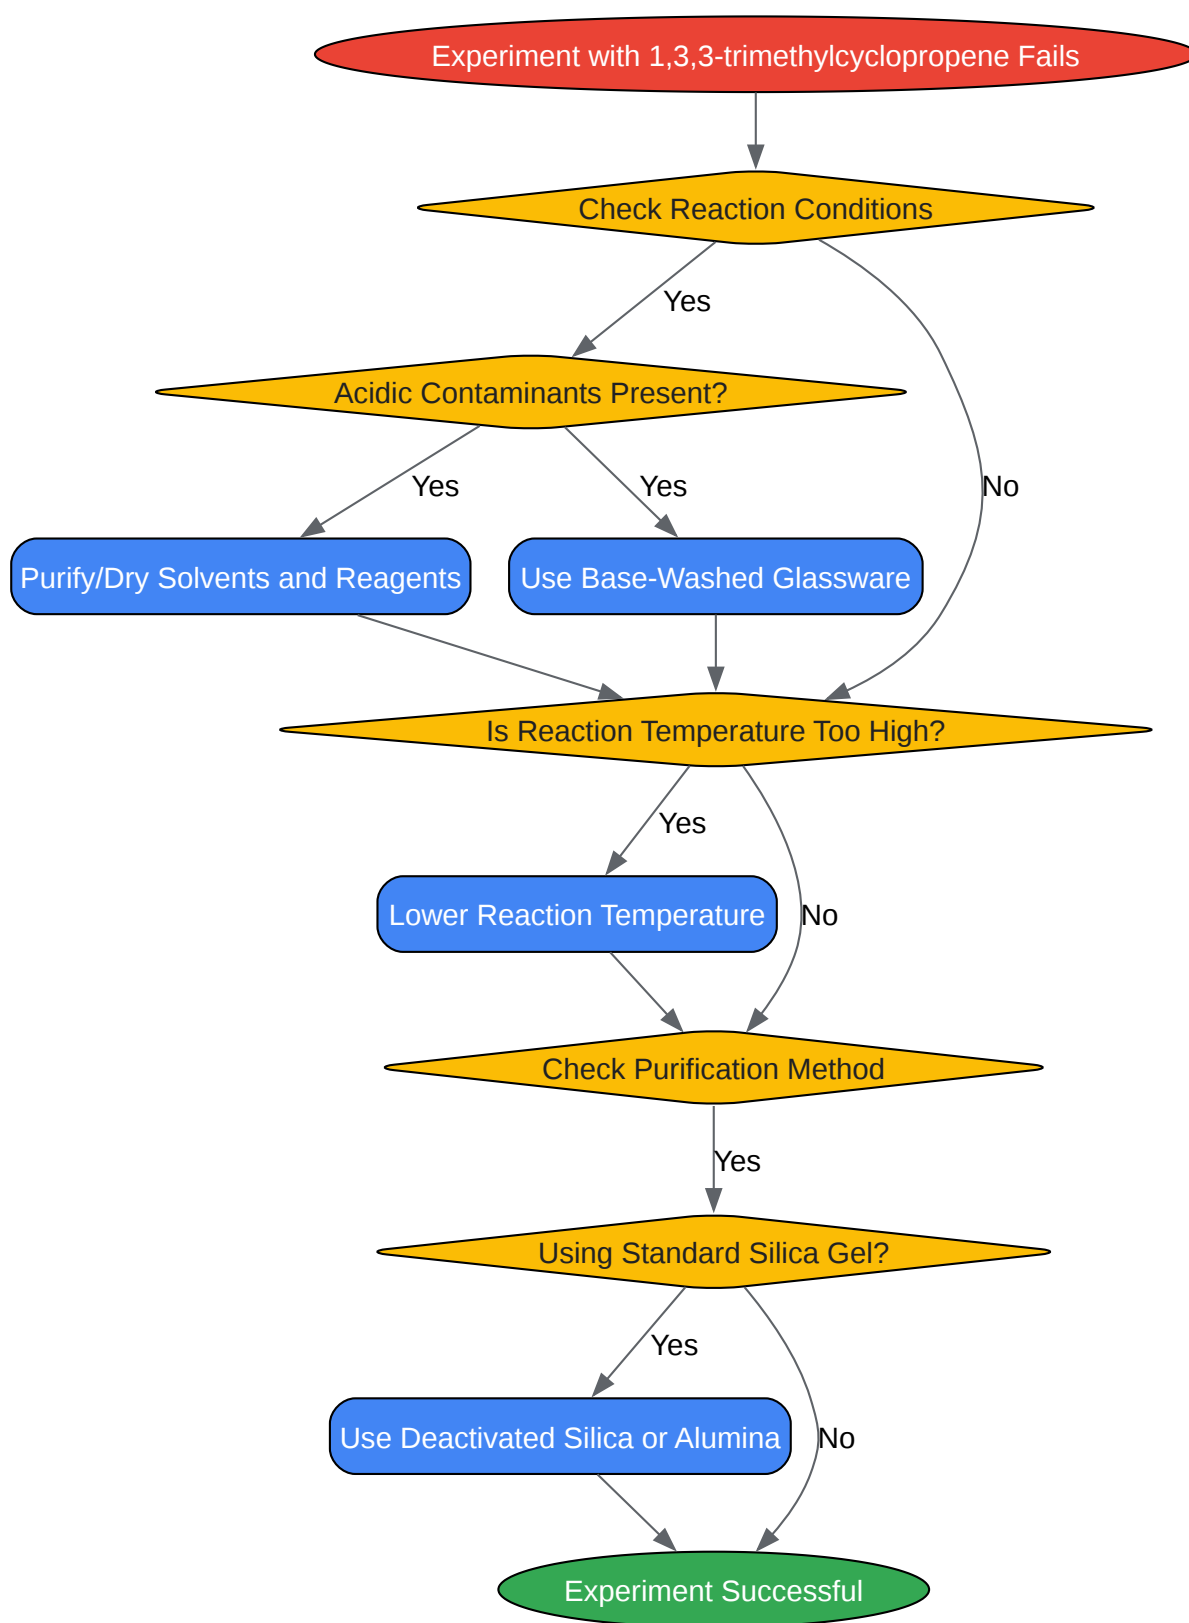 Experiment with 1,3,3-trimethylcyclopropene Fails
Check Reaction Conditions
Yes
Acidic Contaminants Present?
Yes
Yes
No
Purify/Dry Solvents and Reagents
Use Base-Washed Glassware
Is Reaction Temperature Too High?
Yes
Lower Reaction Temperature
No
Check Purification Method
Yes
Using Standard Silica Gel?
Yes
Use Deactivated Silica or Alumina
No
Experiment Successful